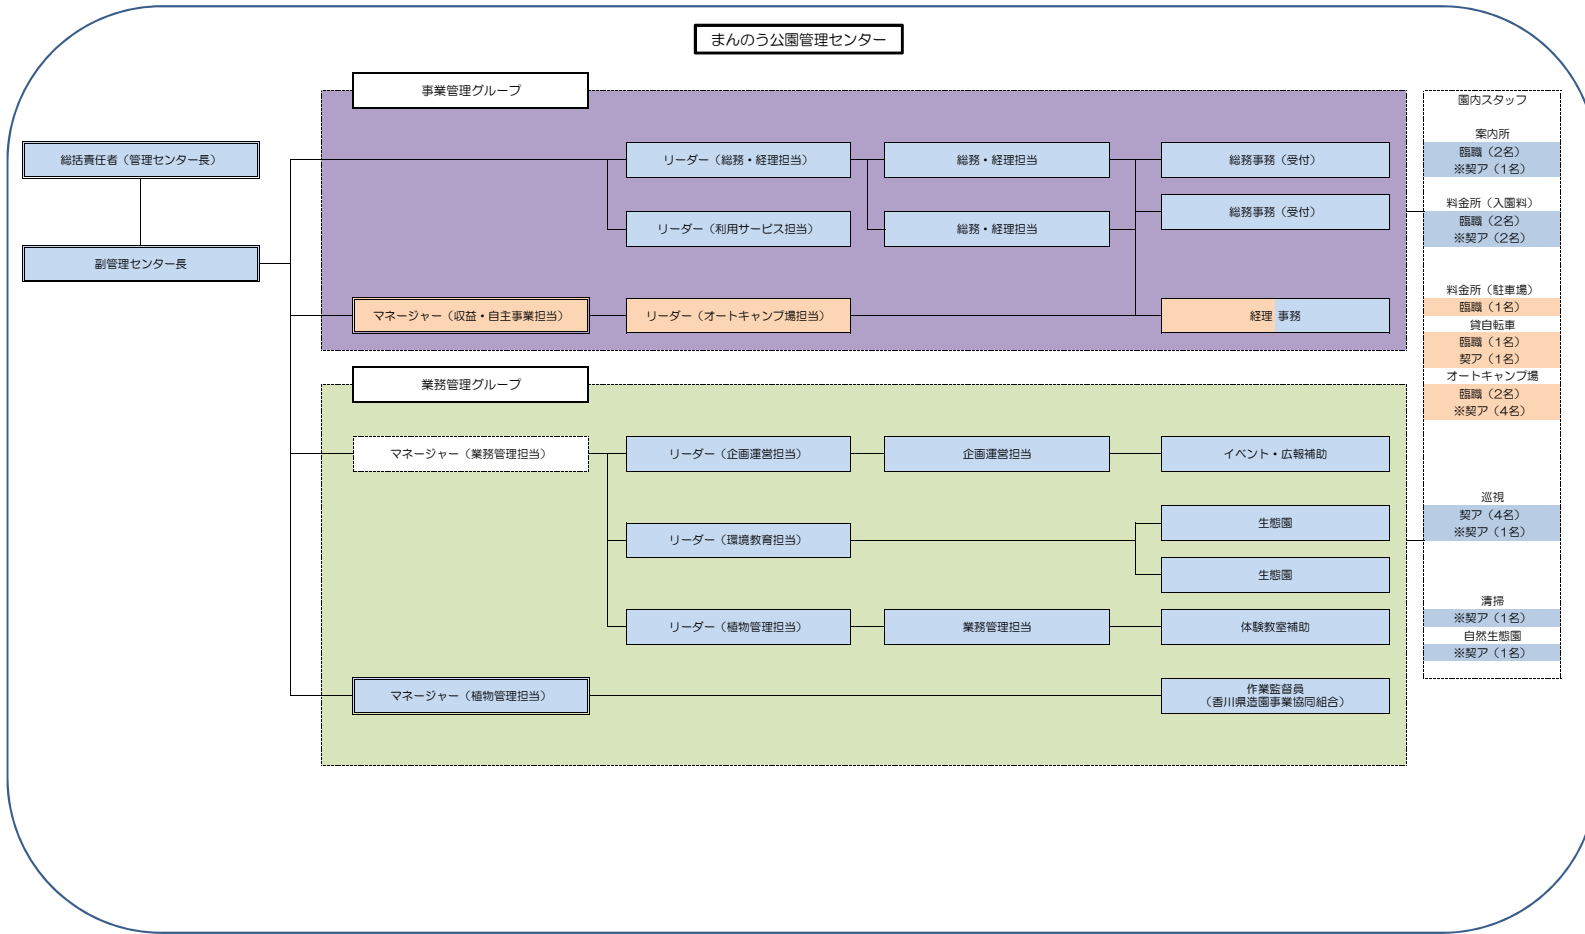 まんのう公園管理センター
総括責任者（管理センター長）
副管理センター長
事業管理グループ
リーダー（総務・経理担当）
総務・経理担当
総務事務（受付）
リーダー（利用サービス担当）
総務・経理担当
総務事務（受付）
マネージャー（収益・自主事業担当）
リーダー（オートキャンプ場担当）
経理 事務
業務管理グループ
マネージャー（業務管理担当）
リーダー（企画運営担当）
企画運営担当
イベント・広報補助
リーダー（環境教育担当）
生態園
生態園
リーダー（植物管理担当）
業務管理担当
体験教室補助
マネージャー（植物管理担当）
作業監督員
（香川県造園事業協同組合）
園内スタッフ
案内所
臨職（2名）
※契ア（1名）
料金所（入園料）
臨職（2名）
※契ア（2名）
料金所（駐車場）
臨職（1名）
貸自転車
臨職（1名）
契ア（1名）
オートキャンプ場
臨職（2名）
※契ア（4名）
巡視
契ア（4名）
※契ア（1名）
清掃
※契ア（1名）
自然生態園
※契ア（1名）